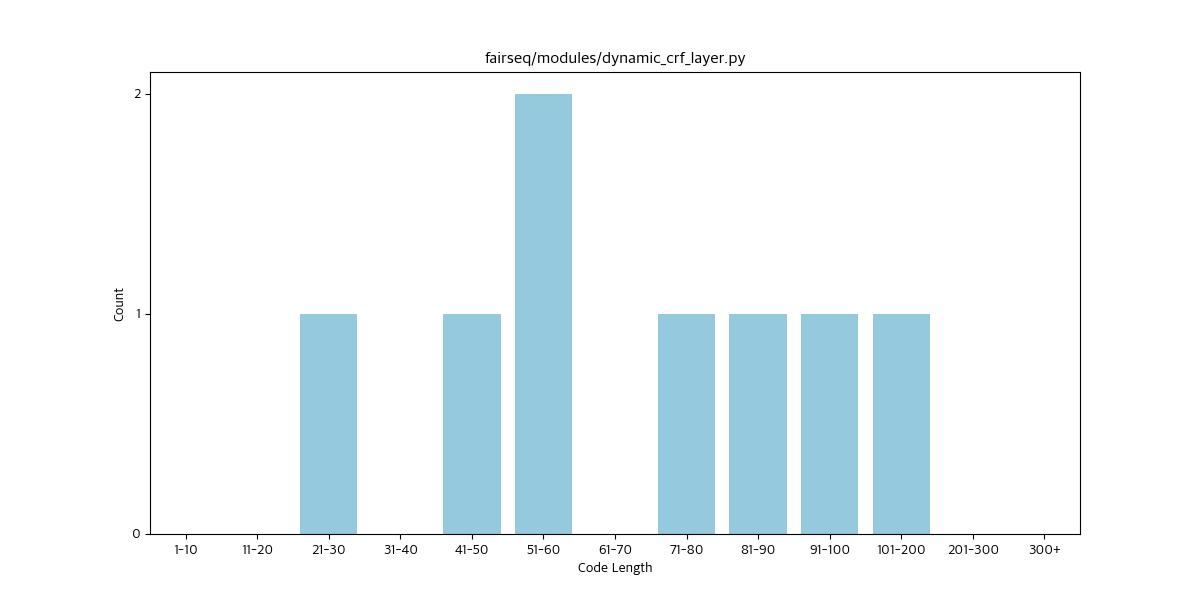 fairseq/modules/dynamic_crf_layer.py
2
1
0
Count
1-10 11-20 21-30 31-40 41-50 51-60 61-70 71-80 81-90 91-100 101-200 201-300 300+
Code Length